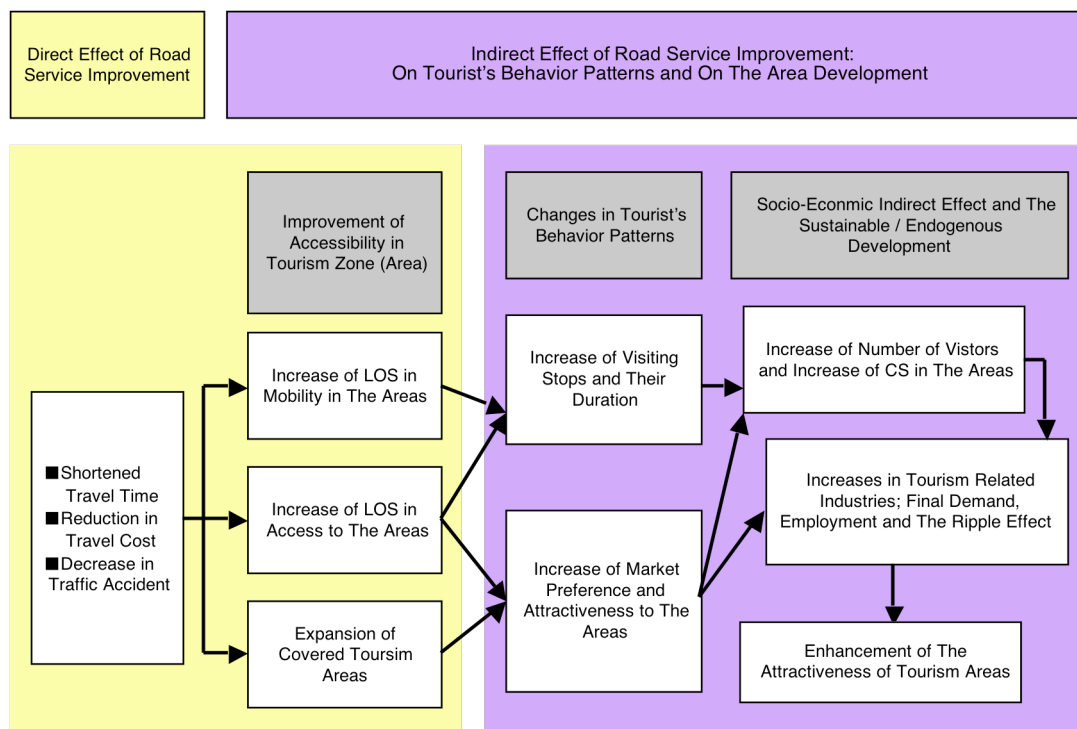 Direct Effect of Road
Service Improvement
Indirect Effect of Road Service Improvement:
On Tourist's Behavior Patterns and On The Area Development
Improvement of
Accessibility in
Tourism Zone (Area)
Changes in Tourist's
Behavior Patterns
Socio-Econmic Indirect Effect and The
Sustainable / Endogenous
Development
■Shortened
Travel Time
■Reduction in
Travel Cost
■Decrease in
Traffic Accident
Increase of LOS in
Mobility in The Areas
Increase of LOS in
Access to The Areas
Expansion of
Covered Toursim
Areas
Increase of Visiting
Stops and Their
Duration
Increase of Market
Preference and
Attractiveness to The
Areas
Increase of Number of Vistors
and Increase of CS in The Areas
Increases in Tourism Related
Industries; Final Demand,
Employment and The Ripple Effect
Enhancement of The
Attractiveness of Tourism Areas